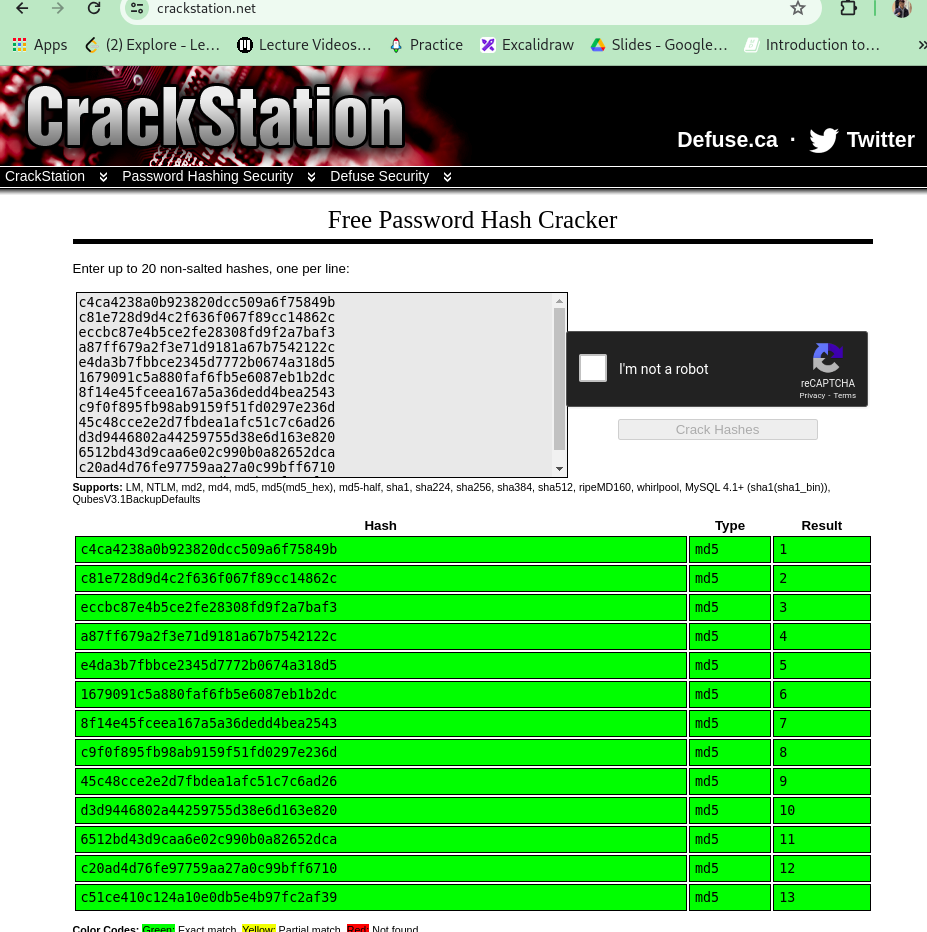 crackstation.net
Apps (2) Explore - Le... Lecture Videos... Practice Excalidraw Slides - Google... Introduction to... »
CrackStation
Defuse.ca · Twitter
CrackStation Password Hashing Security Defuse Security
Free Password Hash Cracker
Enter up to 20 non-salted hashes, one per line:
c4ca4238a0b923820dcc509a6f75849b
c81e728d9d4c2f636f067f89cc14862c
eccbc87e4b5ce2fe28308fd9f2a7baf3
a87ff679a2f3e71d9181a67b7542122c
e4da3b7fbbce2345d7772b0674a318d5
1679091c5a880faf6fb5e6087eb1b2dc
8f14e45fceea167a5a36dedd4bea2543
c9f0f895fb98ab9159f51fd0297e236d
45c48cce2e2d7fbdea1afc51c7c6ad26
d3d9446802a44259755d38e6d163e820
6512bd43d9caa6e02c990b0a82652dca
c20ad4d76fe97759aa27a0c99bff6710
I'm not a robot
reCAPTCHA
Privacy - Terms
Crack Hashes
Supports: LM, NTLM, md2, md4, md5, md5(md5_hex), md5-half, sha1, sha224, sha256, sha384, sha512, ripeMD160, whirlpool, MySQL 4.1+ (sha1(sha1_bin)),
QubesV3.1BackupDefaults
Hash Type Result
c4ca4238a0b923820dcc509a6f75849b md5 1
c81e728d9d4c2f636f067f89cc14862c md5 2
eccbc87e4b5ce2fe28308fd9f2a7baf3 md5 3
a87ff679a2f3e71d9181a67b7542122c md5 4
e4da3b7fbbce2345d7772b0674a318d5 md5 5
1679091c5a880faf6fb5e6087eb1b2dc md5 6
8f14e45fceea167a5a36dedd4bea2543 md5 7
c9f0f895fb98ab9159f51fd0297e236d md5 8
45c48cce2e2d7fbdea1afc51c7c6ad26 md5 9
d3d9446802a44259755d38e6d163e820 md5 10
6512bd43d9caa6e02c990b0a82652dca md5 11
c20ad4d76fe97759aa27a0c99bff6710 md5 12
c51ce410c124a10e0db5e4b97fc2af39 md5 13
Color Codes: Green: Exact match, Yellow: Partial match, Red: Not found.